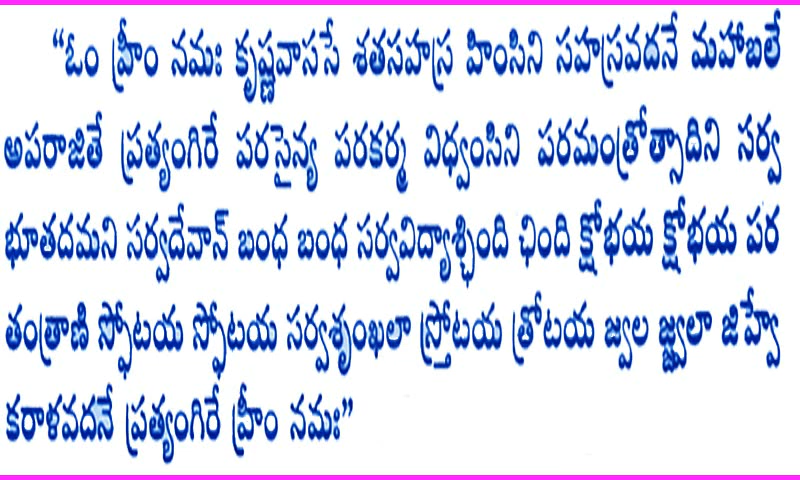 “ఓం హ్రీం నమః కృష్ణవాససే శతసహస్ర హింసిని సహస్రవదనే మహాబలే
అపరాజితే ప్రత్యంగిరే పరసైన్య పరకర్మ విధ్వంసిని పరమంత్రోత్సాదిని సర్వ
భూతదమని సర్వదేవాన్ బంధ బంధ సర్వవిద్యాశ్ఛింది ఛింది క్షోభయ క్షోభయ పర
తంత్రాణి స్ఫోటయ స్ఫోటయ సర్వశృంఖలా స్త్రోటయ త్రోటయ జ్వల జ్జ్వలా జిహ్వే
కరాళవదనే ప్రత్యంగిరే హ్రీం నమః”